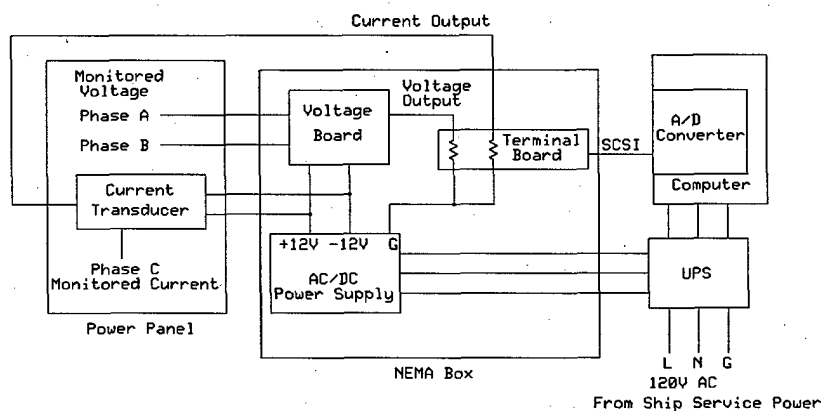 Current Output
Monitored
Voltage
Phase A
Phase B
Voltage
Board
Voltage
Output
Terminal
Board
SCSI
A/D
Converter
Computer
Current
Transducer
Phase C
Monitored Current
+12V -12V G
AC/DC
Power Supply
UPS
Power Panel
NEMA Box
L N G
120V AC
From Ship Service Power